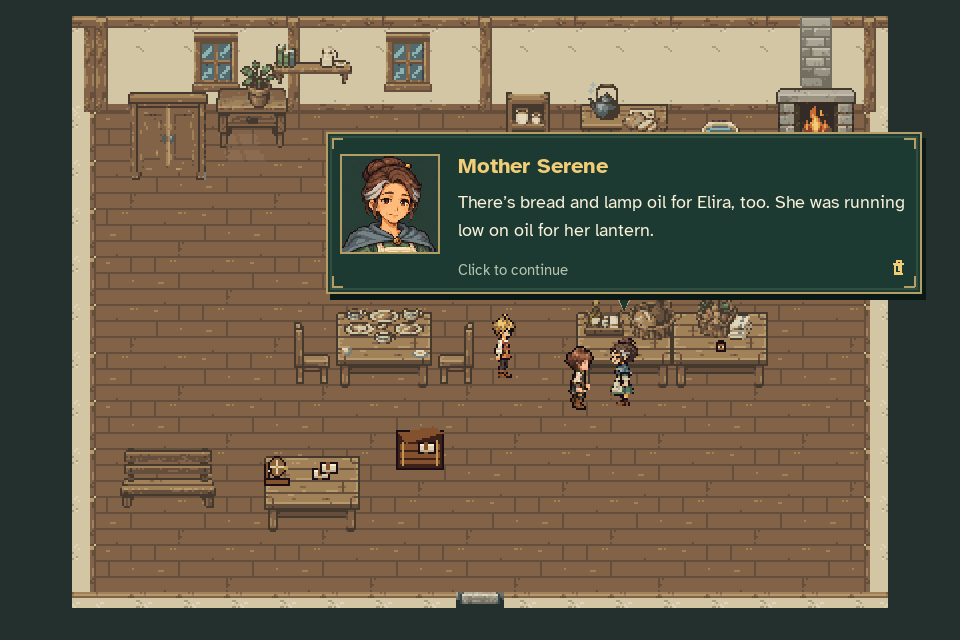 Mother Serene
There’s bread and lamp oil for Elira, too. She was running
low on oil for her lantern.
Click to continue